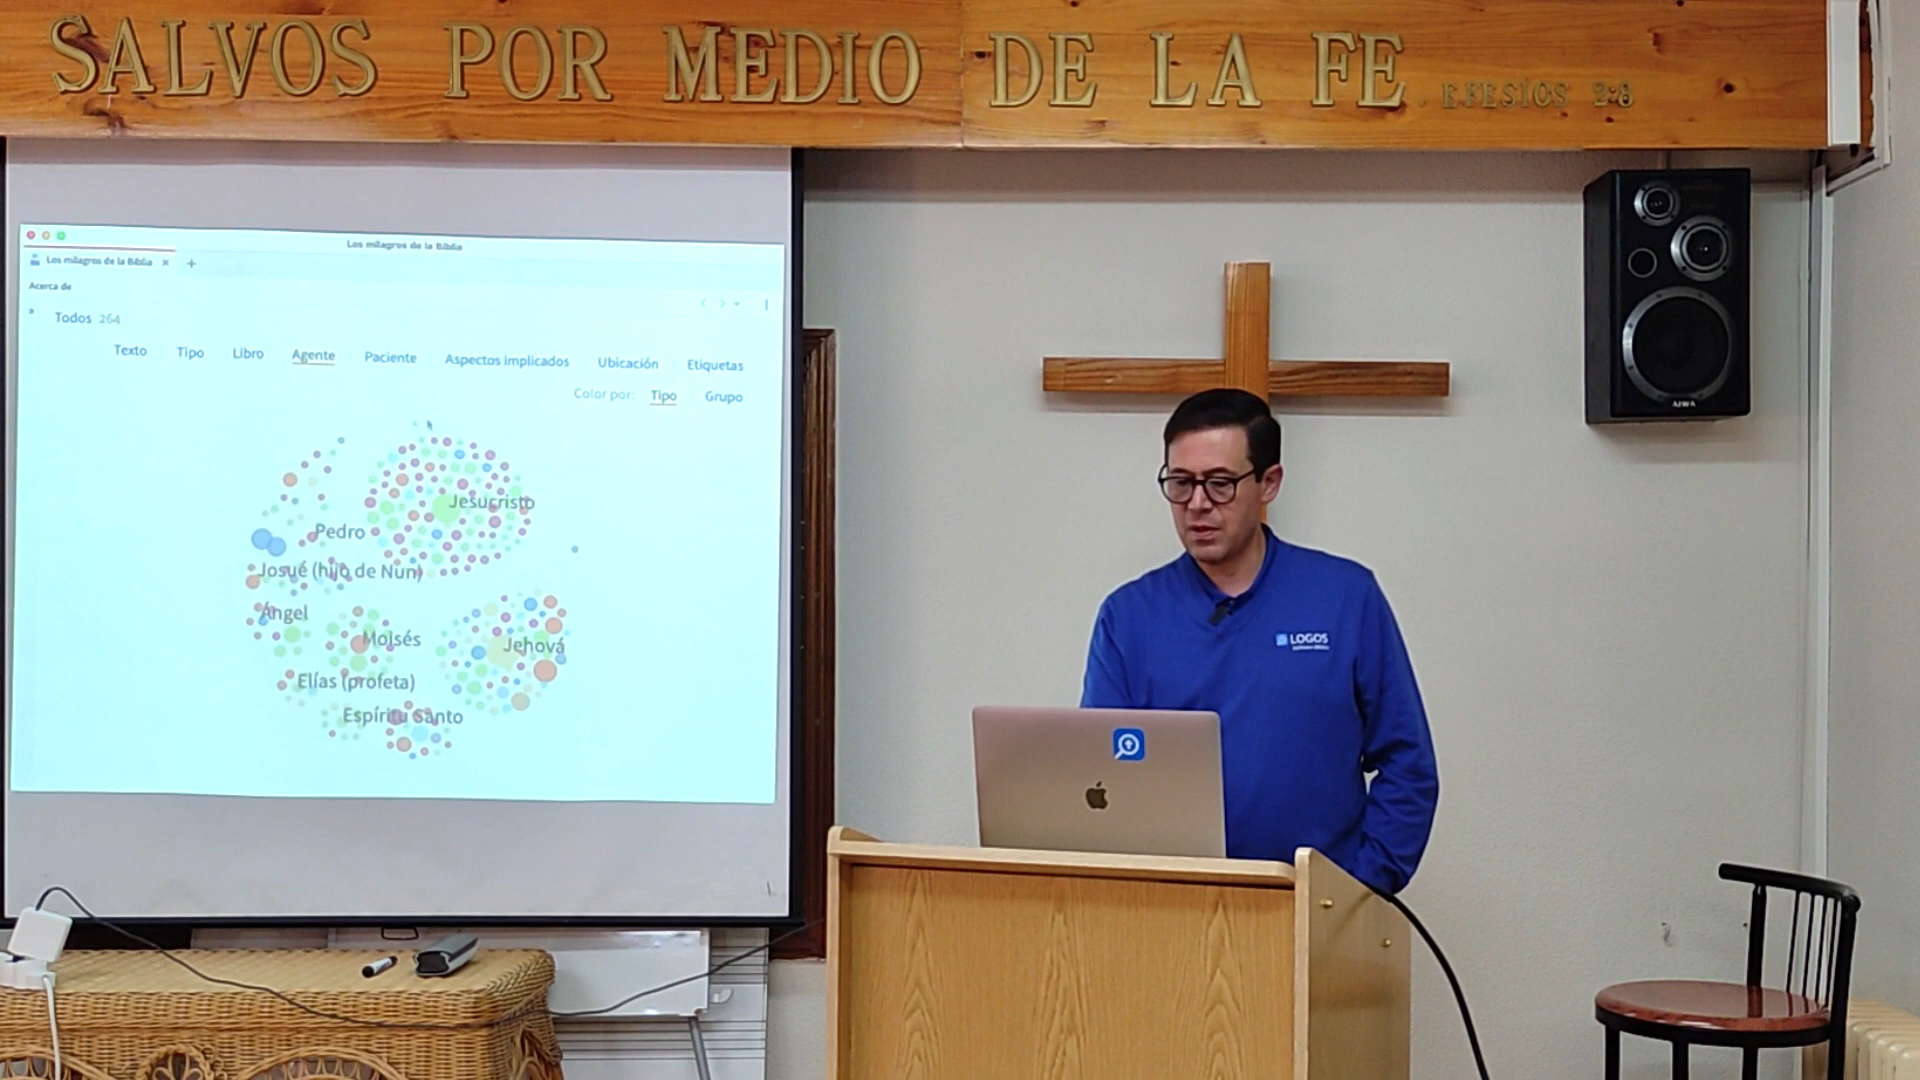 SALVOS POR MEDIO DE LA FE. EFESIOS 2:8
Los milagros de la Biblia
Los milagros de la Biblia × +
Acerca de
Todos 264
Texto Tipo Libro Agente Paciente Aspectos implicados Ubicación Etiquetas
Color por: Tipo Grupo
Jesucristo
Pedro
Josué (hijo de Nun)
Ángel
Moisés
Jehová
Elías (profeta)
Espíritu Santo
AIWA
LOGOS